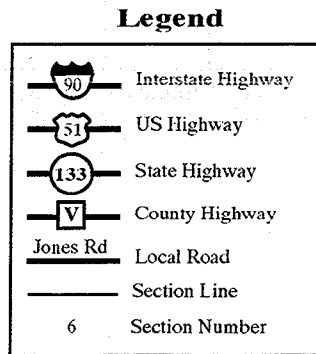 Legend
90 Interstate Highway
51 US Highway
133 State Highway
V County Highway
Jones Rd Local Road
Section Line
6 Section Number